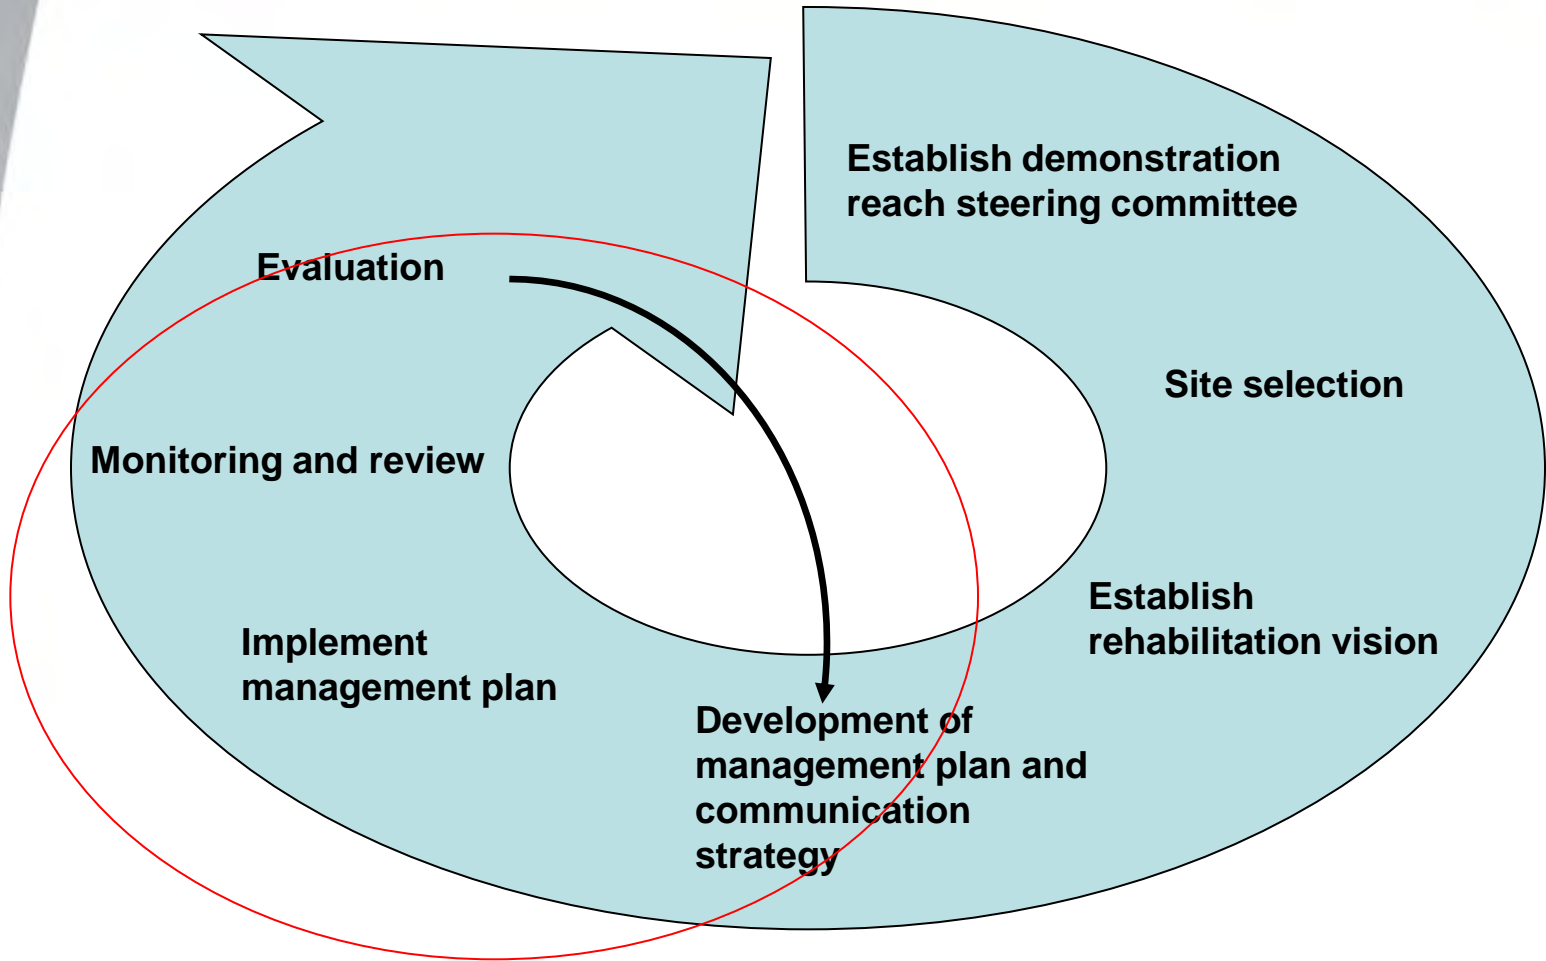 Establish demonstration
reach steering committee
Site selection
Establish
rehabilitation vision
Development of
management plan and
communication
strategy
Implement
management plan
Monitoring and review
Evaluation